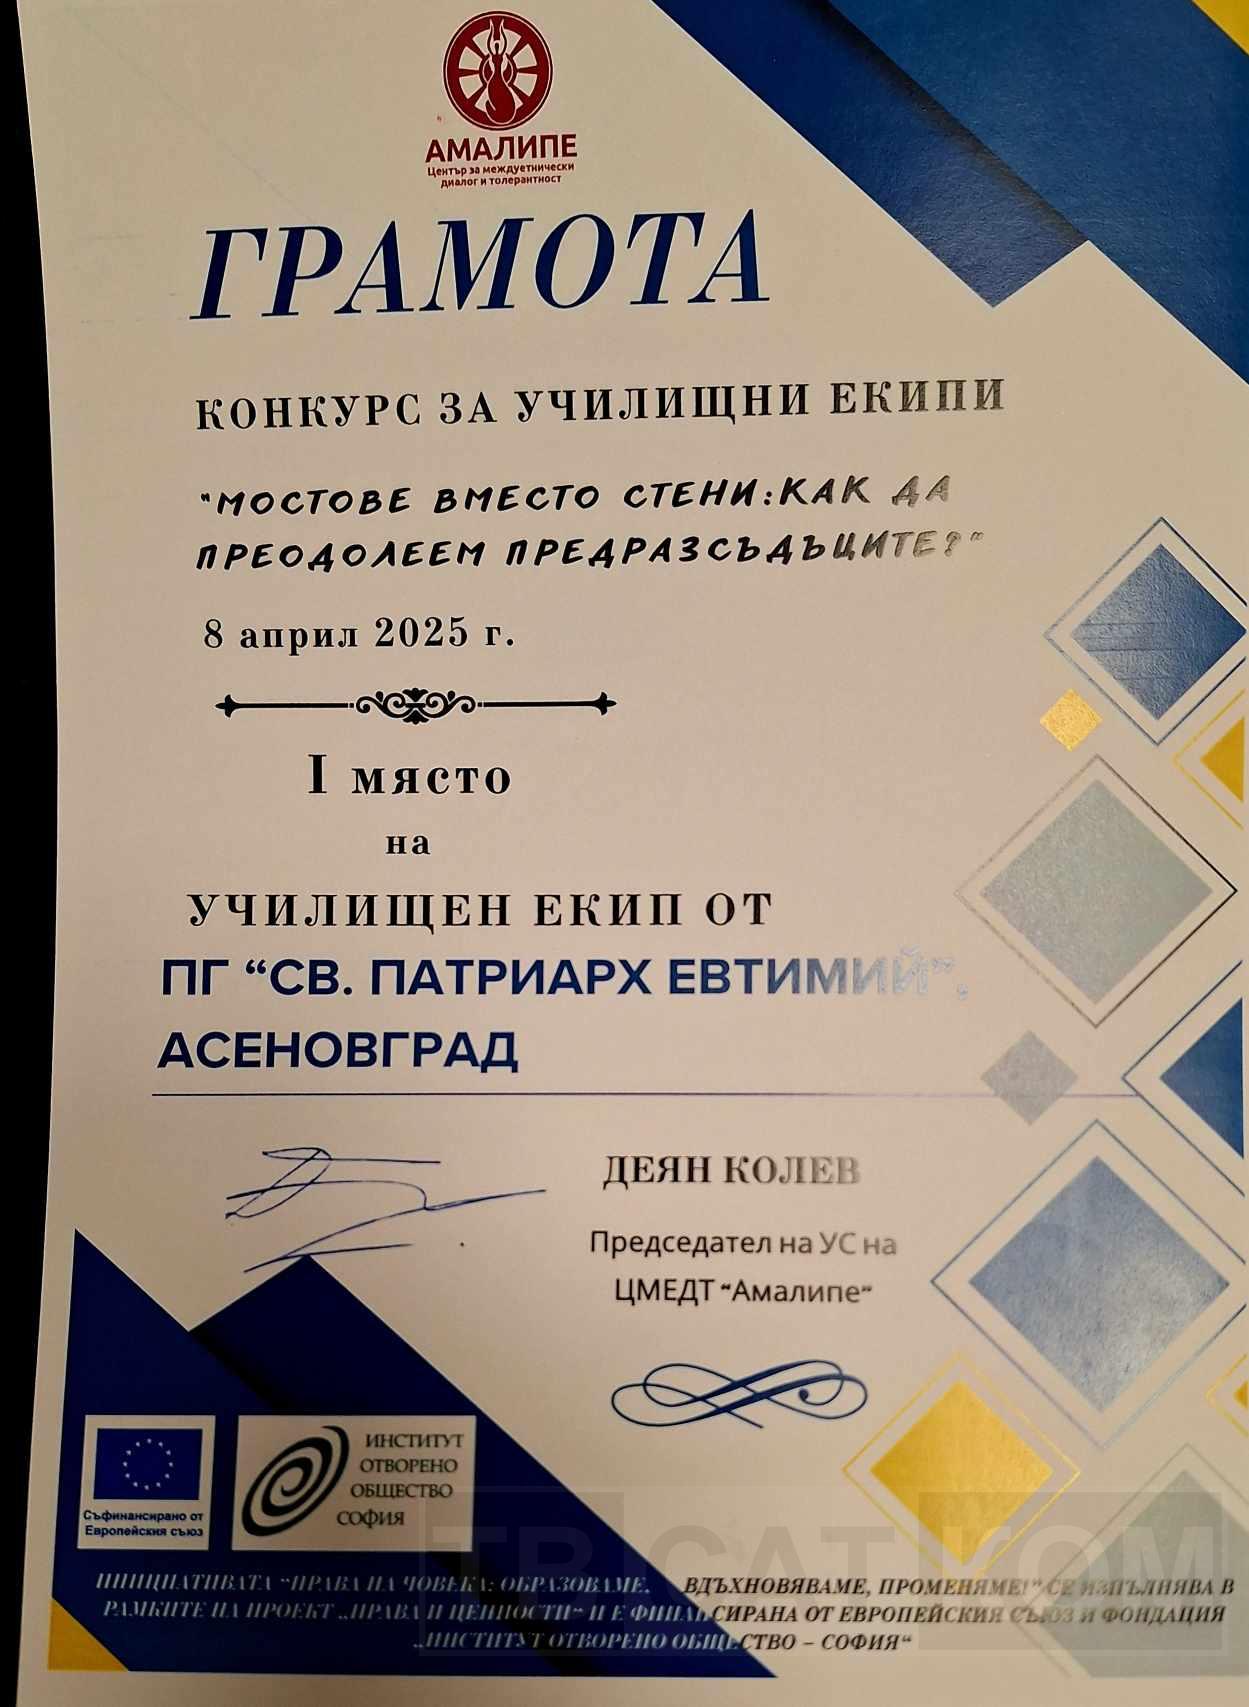 АМАЛИПЕ
Център за междуетнически
диалог и толерантност
ГРАМОТА
КОНКУРС ЗА УЧИЛИЩНИ ЕКИПИ
"МОСТОВЕ ВМЕСТО СТЕНИ:КАК ДА
ПРЕОДОЛЕЕМ ПРЕДРАЗСЪДЪЦИТЕ?"
8 април 2025 г.
I място
на
УЧИЛИЩЕН ЕКИП ОТ
ПГ “СВ. ПАТРИАРХ ЕВТИМИЙ”,
АСЕНОВГРАД
ДЕЯН КОЛЕВ
Председател на УС на
ЦМЕДТ “Амалипе”
Съфинансирано от
Европейския съюз
ИНСТИТУТ
ОТВОРЕНО
ОБЩЕСТВО
СОФИЯ
ТВ САТ КОМ
ИНИЦИАТИВАТА “ПРАВА НА ЧОВЕКА: ОБРАЗОВАМЕ, ВДЪХНОВЯВАМЕ, ПРОМЕНЯМЕ!” СЕ ИЗПЪЛНЯВА В
РАМКИТЕ НА ПРОЕКТ „ПРАВА И ЦЕННОСТИ“ И Е ФИНАНСИРАНА ОТ ЕВРОПЕЙСКИЯ СЪЮЗ И ФОНДАЦИЯ
„ИНСТИТУТ ОТВОРЕНО ОБЩЕСТВО – СОФИЯ“